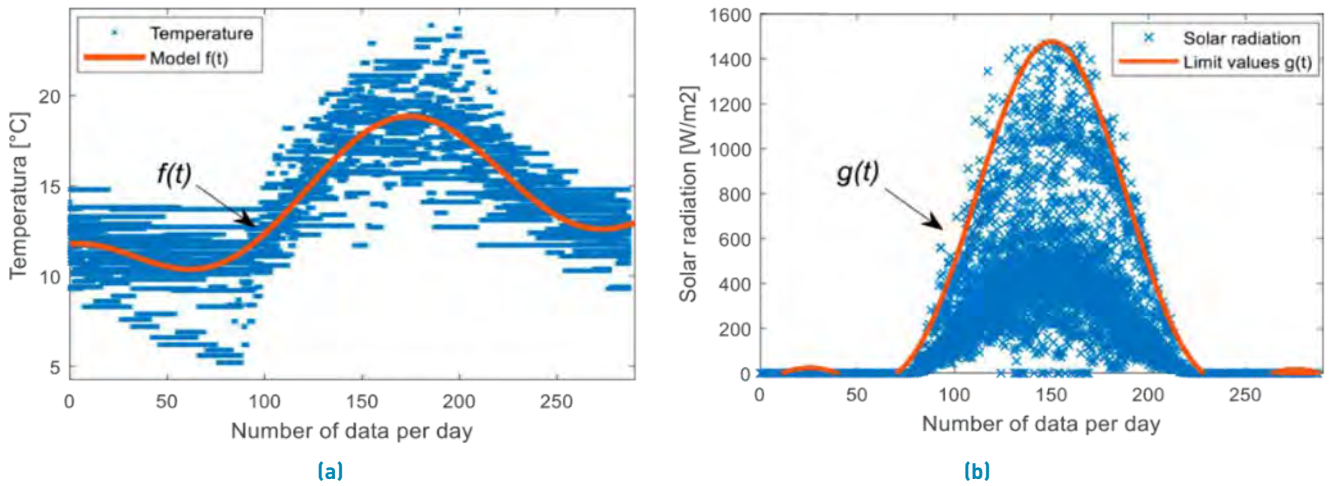 Temperature
Model f(t)
20
15
10
5
Temperatura [°C]
f(t)
0 50 100 150 200 250
Number of data per day
(a)
1600
1400
1200
1000
800
600
400
200
0
Solar radiation [W/m2]
Solar radiation
Limit values g(t)
g(t)
0 50 100 150 200 250
Number of data per day
(b)